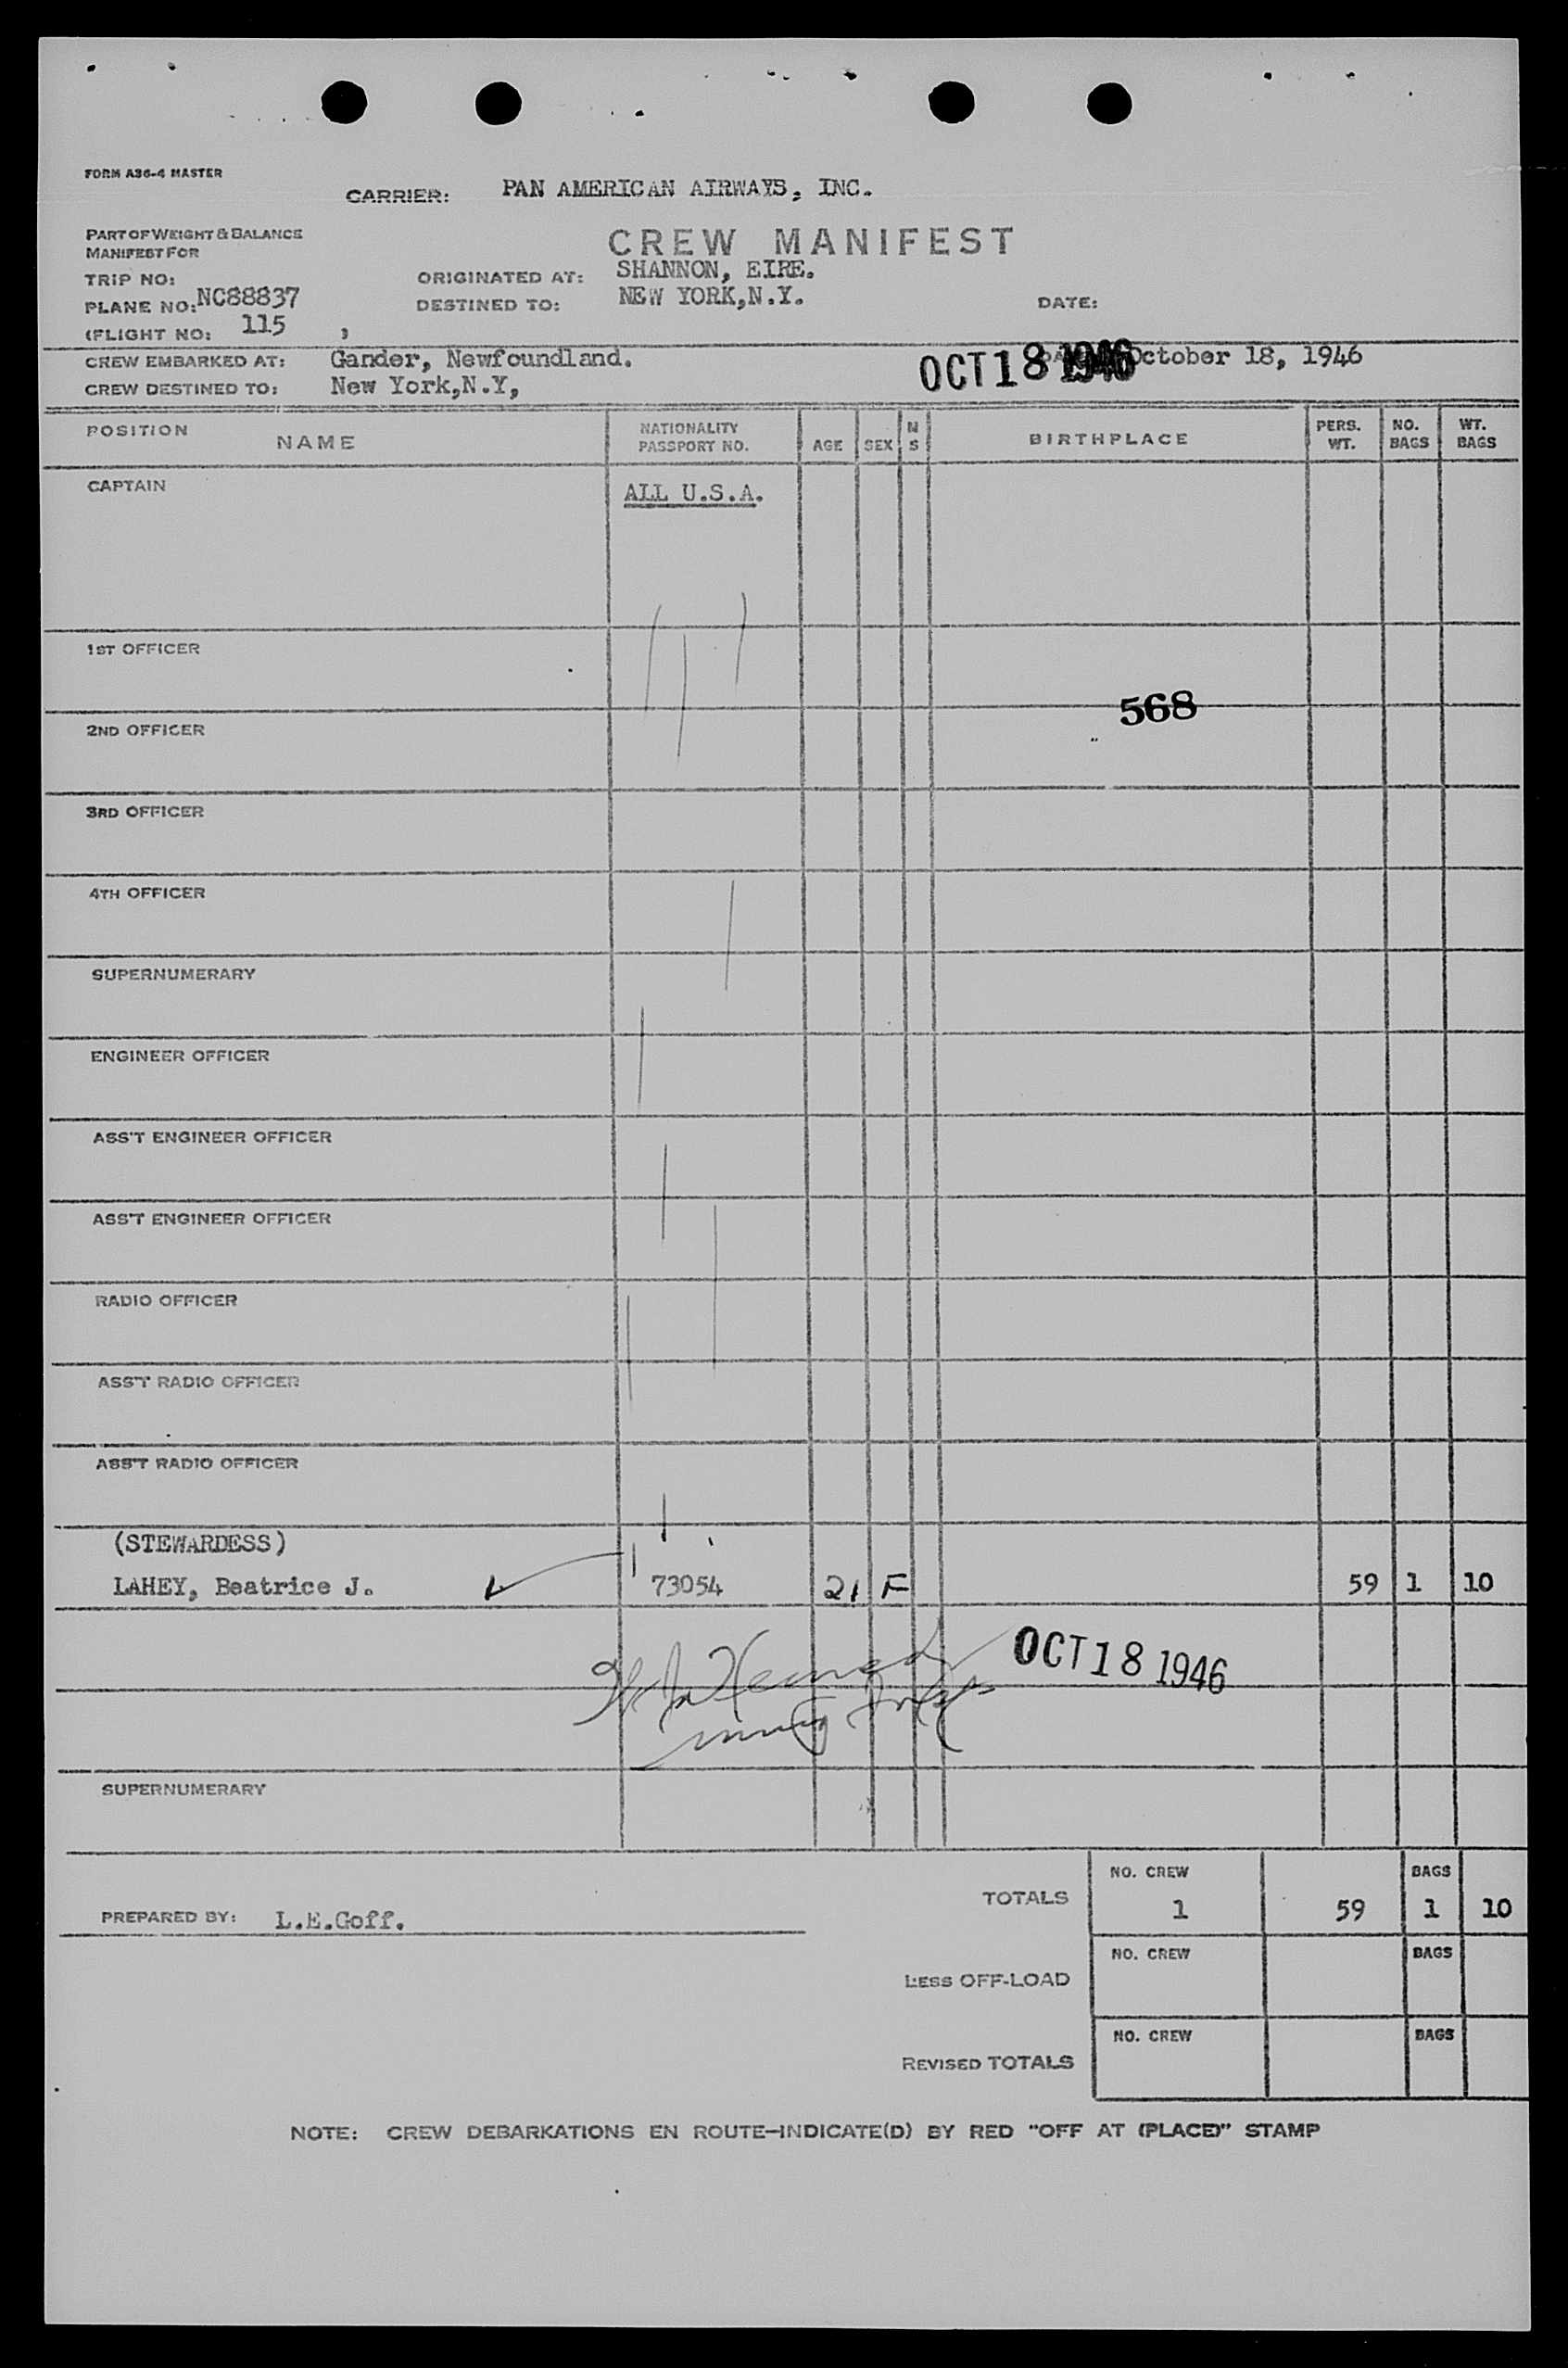 FORM A36-4 MASTER
CARRIER: PAN AMERICAN AIRWAYS, INC.
PART OF WEIGHT & BALANCE
MANIFEST FOR
CREW MANIFEST
TRIP NO: ORIGINATED AT: SHANNON, EIRE.
PLANE NO: NC88837 DESTINED TO: NEW YORK,N.Y. DATE:
(FLIGHT NO: 115 ,
CREW EMBARKED AT: Gander, Newfoundland. OCT 18 1946 October 18, 1946
CREW DESTINED TO: New York,N.Y,
POSITION NAME NATIONALITY PASSPORT NO. AGE SEX M S BIRTHPLACE PERS. WT. NO. BAGS WT. BAGS
CAPTAIN ALL U.S.A.
1ST OFFICER
568
2ND OFFICER
3RD OFFICER
4TH OFFICER
SUPERNUMERARY
ENGINEER OFFICER
ASS'T ENGINEER OFFICER
ASS'T ENGINEER OFFICER
RADIO OFFICER
ASS'T RADIO OFFICER
ASS'T RADIO OFFICER
(STEWARDESS)
LAHEY, Beatrice J. 73054 21 F 59 1 10
OCT 18 1946
SUPERNUMERARY
NO. CREW BAGS
TOTALS 1 59 1 10
PREPARED BY: L.E.Goff.
NO. CREW BAGS
LESS OFF-LOAD
NO. CREW BAGS
REVISED TOTALS
NOTE: CREW DEBARKATIONS EN ROUTE-INDICATE(D) BY RED "OFF AT (PLACE)" STAMP